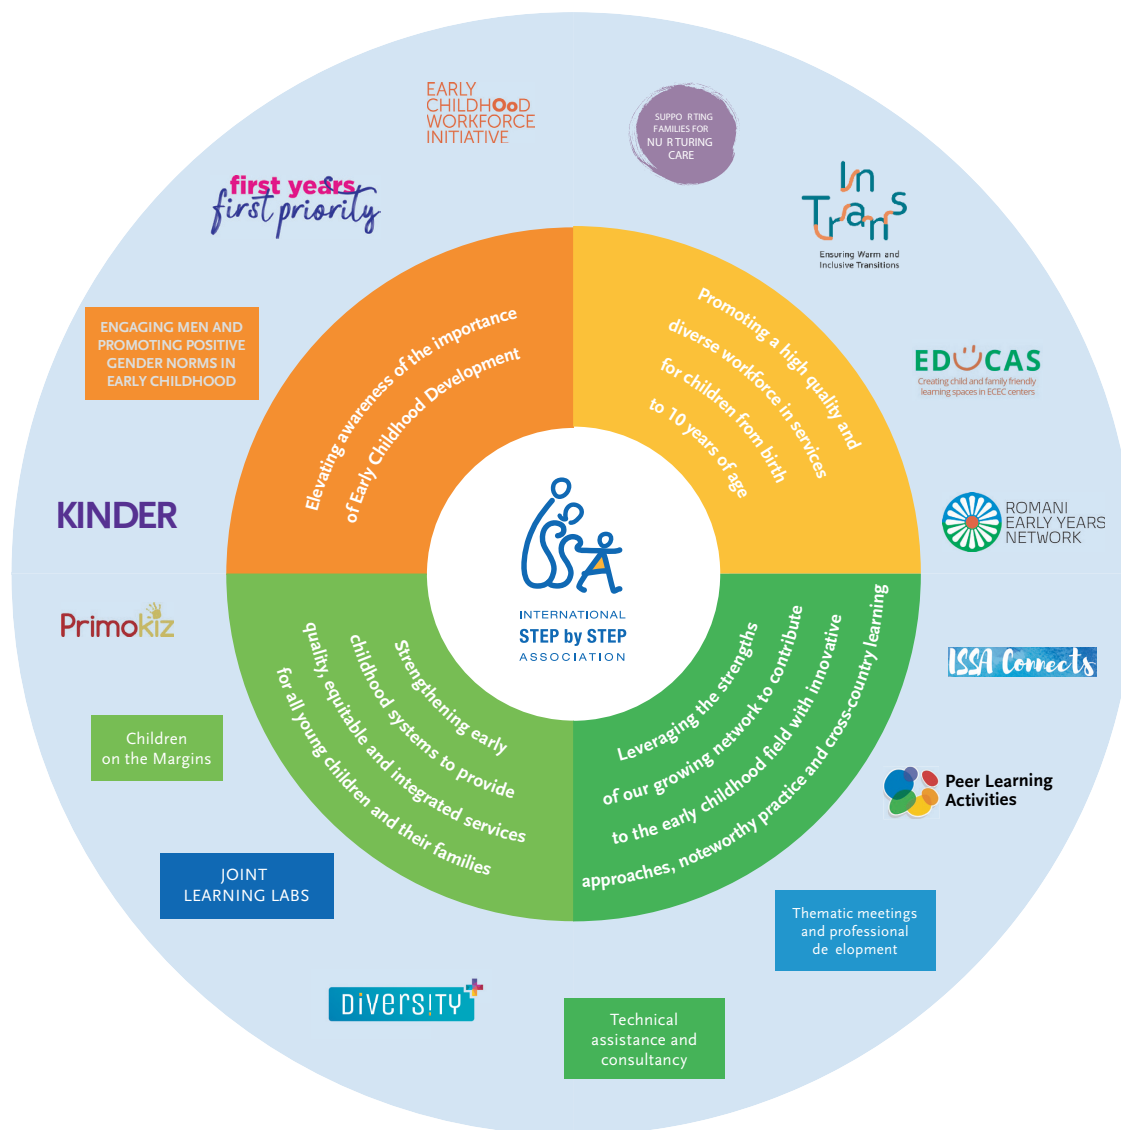 EARLY
CHILDHOOD
WORKFORCE
INITIATIVE
SUPPO RTING
FAMILIES FOR
NU RTURING
CARE
first years
first priority
In
Trans
Ensuring Warm and
Inclusive Transitions
ENGAGING MEN AND
PROMOTING POSITIVE
GENDER NORMS IN
EARLY CHILDHOOD
Elevating awareness of the importance
of Early Childhood Development
Promoting a high quality and
diverse workforce in services
for children from birth
to 10 years of age
EDUCAS
Creating child and family friendly
learning spaces in ECEC centers
KINDER
ROMANI
EARLY YEARS
NETWORK
ISSA
INTERNATIONAL
STEP by STEP
ASSOCIATION
Primokiz
Strengthening early
childhood systems to provide
quality, equitable and integrated services
for all young children and their families
Leveraging the strengths
of our growing network to contribute
to the early childhood field with innovative
approaches, noteworthy practice and cross-country learning
ISSA Connects
Children
on the Margins
Peer Learning
Activities
JOINT
LEARNING LABS
Thematic meetings
and professional
de elopment
DiversiTY+
Technical
assistance and
consultancy